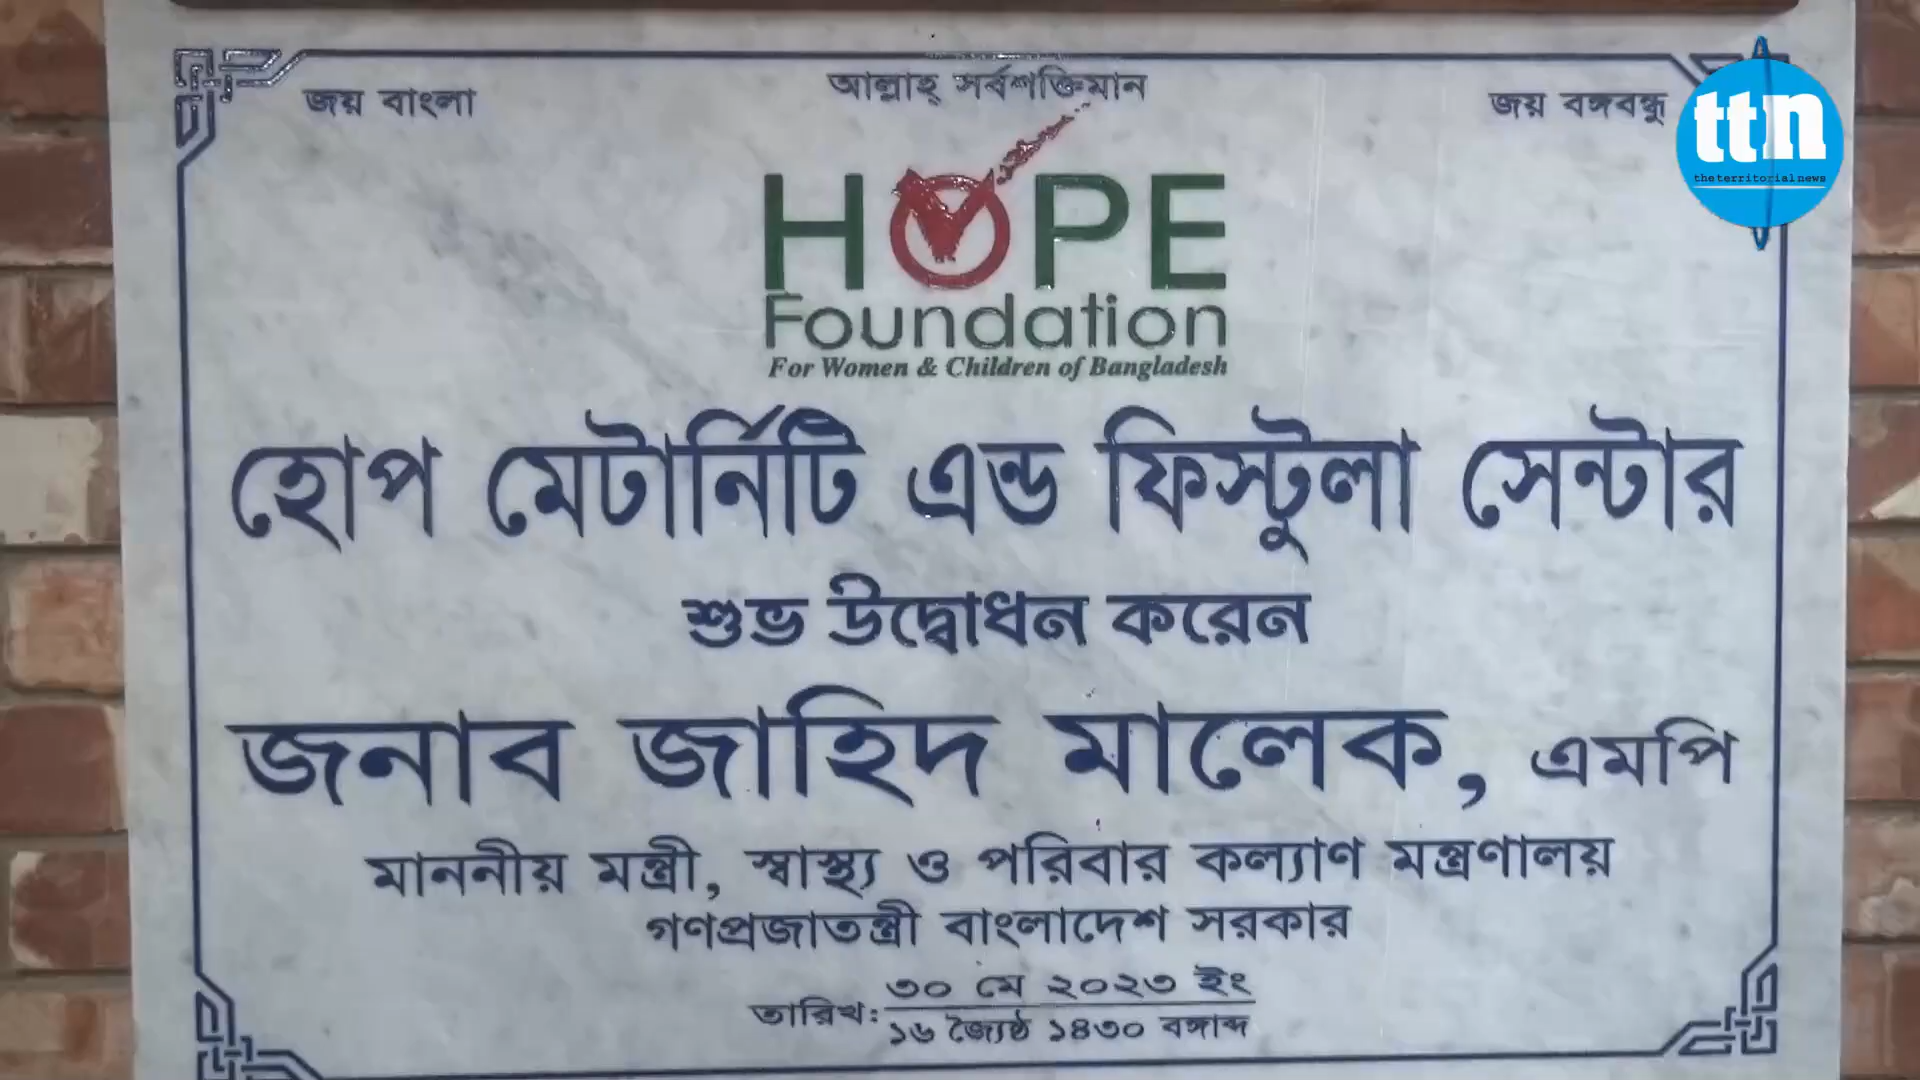 আল্লাহ্ সর্বশক্তিমান
জয় বাংলা
জয় বঙ্গবন্ধু
ttn
theterritorialnews
HOPE
Foundation
For Women & Children of Bangladesh
হোপ মেটার্নিটি এন্ড ফিস্টুলা সেন্টার
শুভ উদ্বোধন করেন
জনাব জাহিদ মালেক, এমপি
মাননীয় মন্ত্রী, স্বাস্থ্য ও পরিবার কল্যাণ মন্ত্রণালয়
গণপ্রজাতন্ত্রী বাংলাদেশ সরকার
তারিখ: ৩০ মে ২০২৩ ইং
১৬ জ্যৈষ্ঠ ১৪৩০ বঙ্গাব্দ